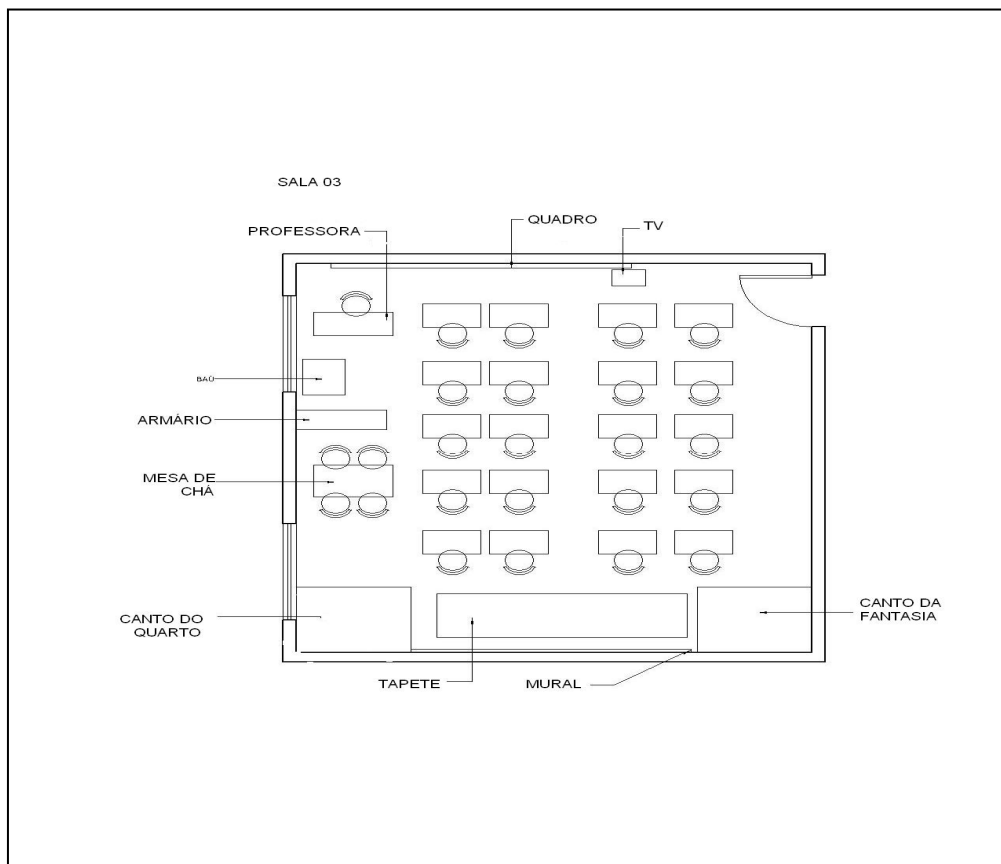 SALA 03
QUADRO
TV
PROFESSORA
BAÚ
ARMÁRIO
MESA DE
CHÁ
CANTO DO
QUARTO
CANTO DA
FANTASIA
TAPETE
MURAL